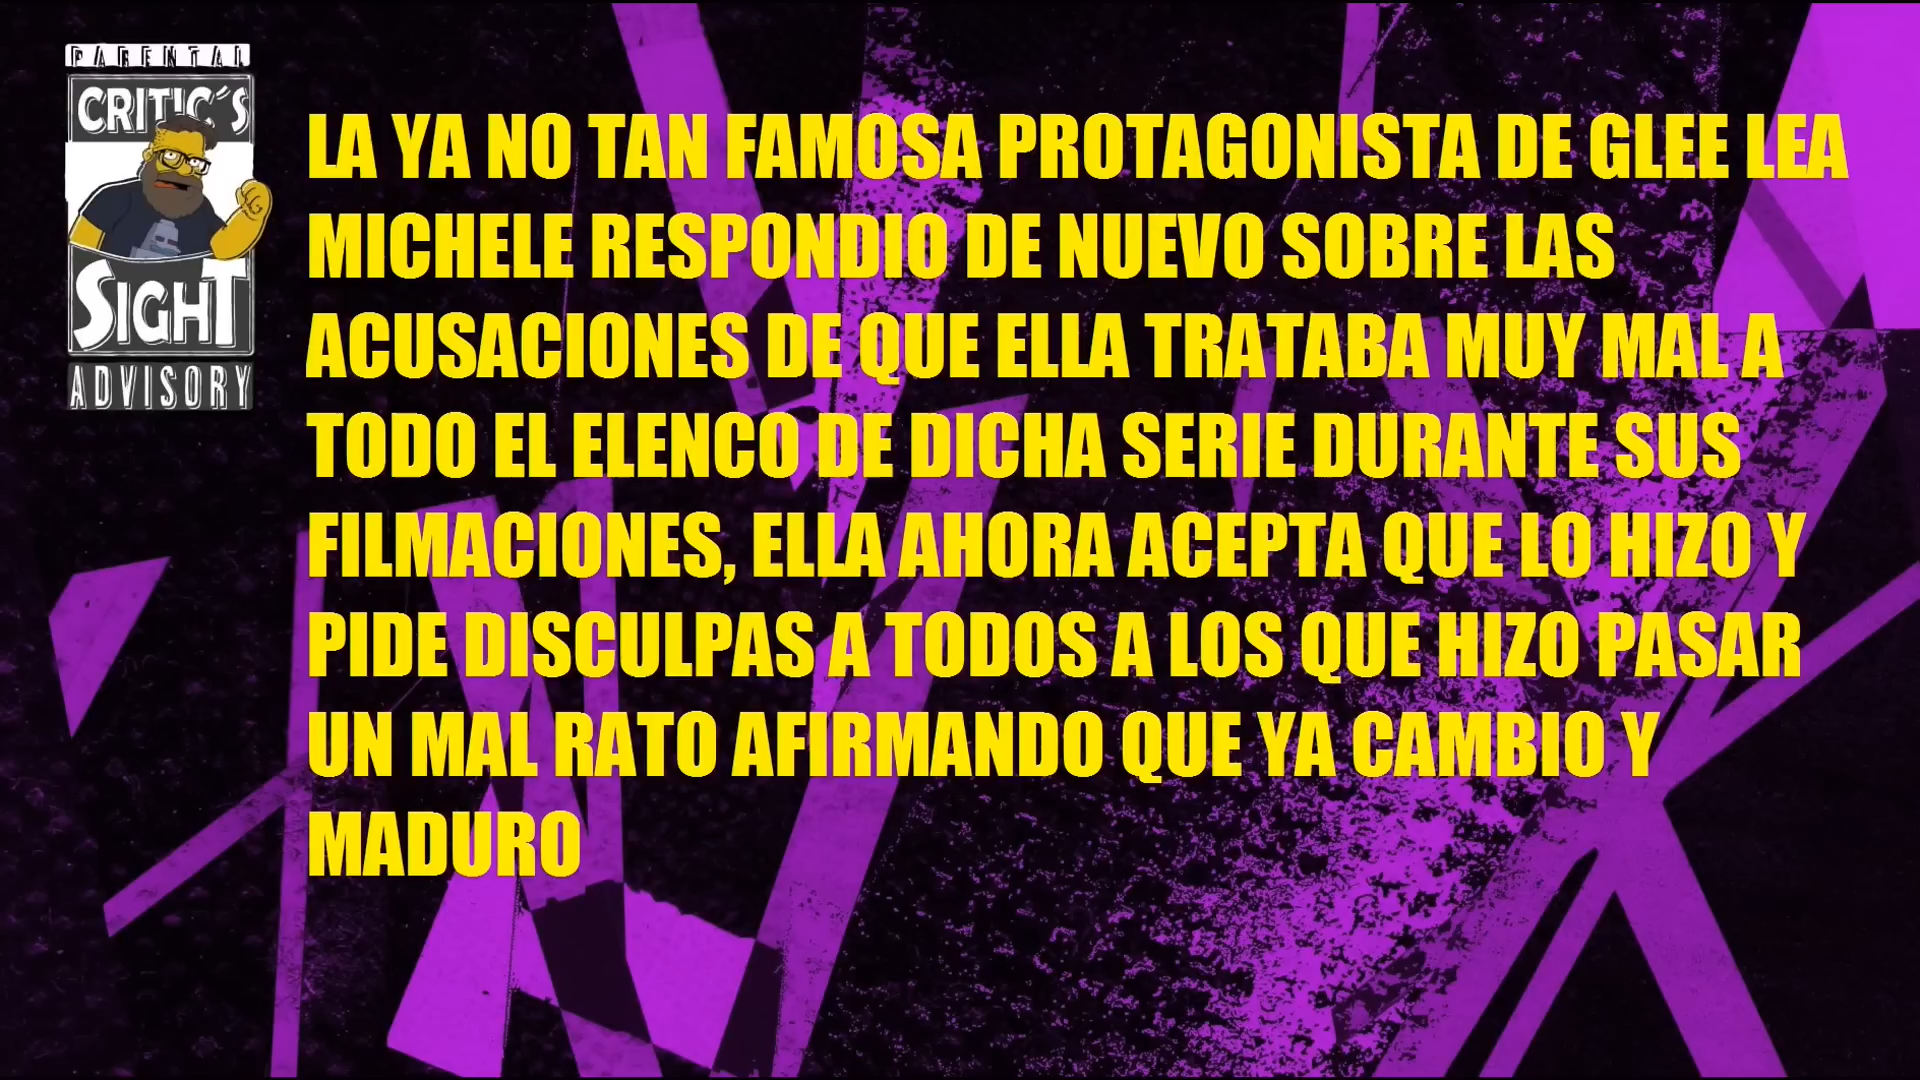 PARENTAL
CRITIC´S
SIGHT
ADVISORY
LA YA NO TAN FAMOSA PROTAGONISTA DE GLEE LEA
MICHELE RESPONDIO DE NUEVO SOBRE LAS
ACUSACIONES DE QUE ELLA TRATABA MUY MAL A
TODO EL ELENCO DE DICHA SERIE DURANTE SUS
FILMACIONES, ELLA AHORA ACEPTA QUE LO HIZO Y
PIDE DISCULPAS A TODOS A LOS QUE HIZO PASAR
UN MAL RATO AFIRMANDO QUE YA CAMBIO Y
MADURO